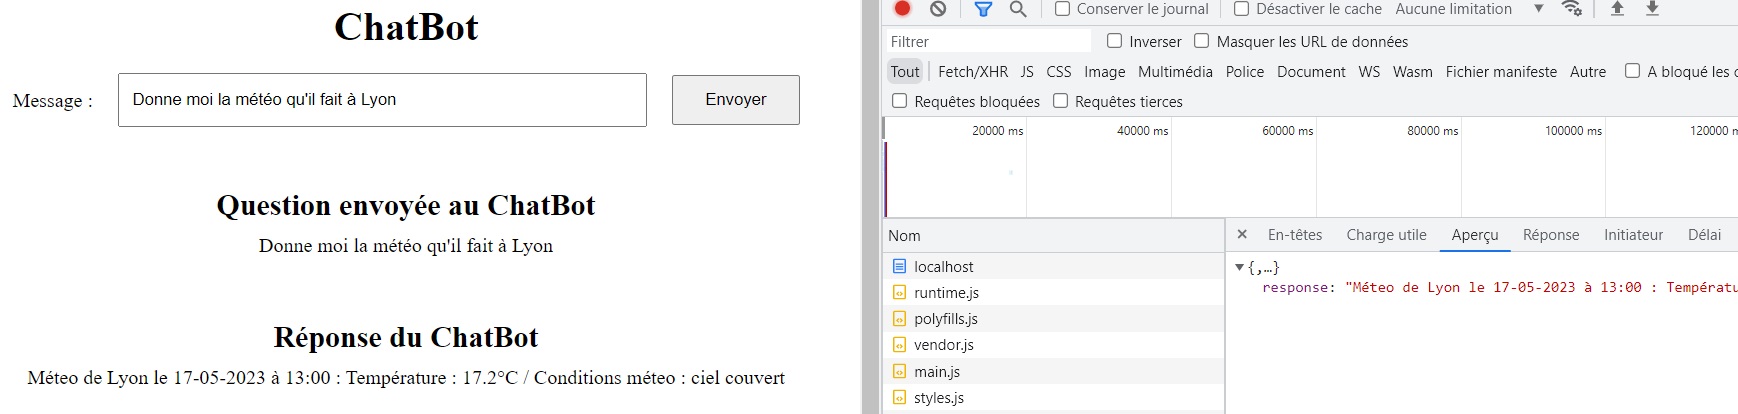 ChatBot
Message :
Donne moi la météo qu'il fait à Lyon
Envoyer
Question envoyée au ChatBot
Donne moi la météo qu'il fait à Lyon
Réponse du ChatBot
Méteo de Lyon le 17-05-2023 à 13:00 : Température : 17.2°C / Conditions méteo : ciel couvert
Conserver le journal Désactiver le cache Aucune limitation
Filtrer Inverser Masquer les URL de données
Tout Fetch/XHR JS CSS Image Multimédia Police Document WS Wasm Fichier manifeste Autre A bloqué les
Requêtes bloquées Requêtes tierces
20000 ms 40000 ms 60000 ms 80000 ms 100000 ms 120000
Nom
localhost
runtime.js
polyfills.js
vendor.js
main.js
styles.js
En-têtes Charge utile Aperçu Réponse Initiateur Délai
{,…}
response: "Méteo de Lyon le 17-05-2023 à 13:00 : Températu